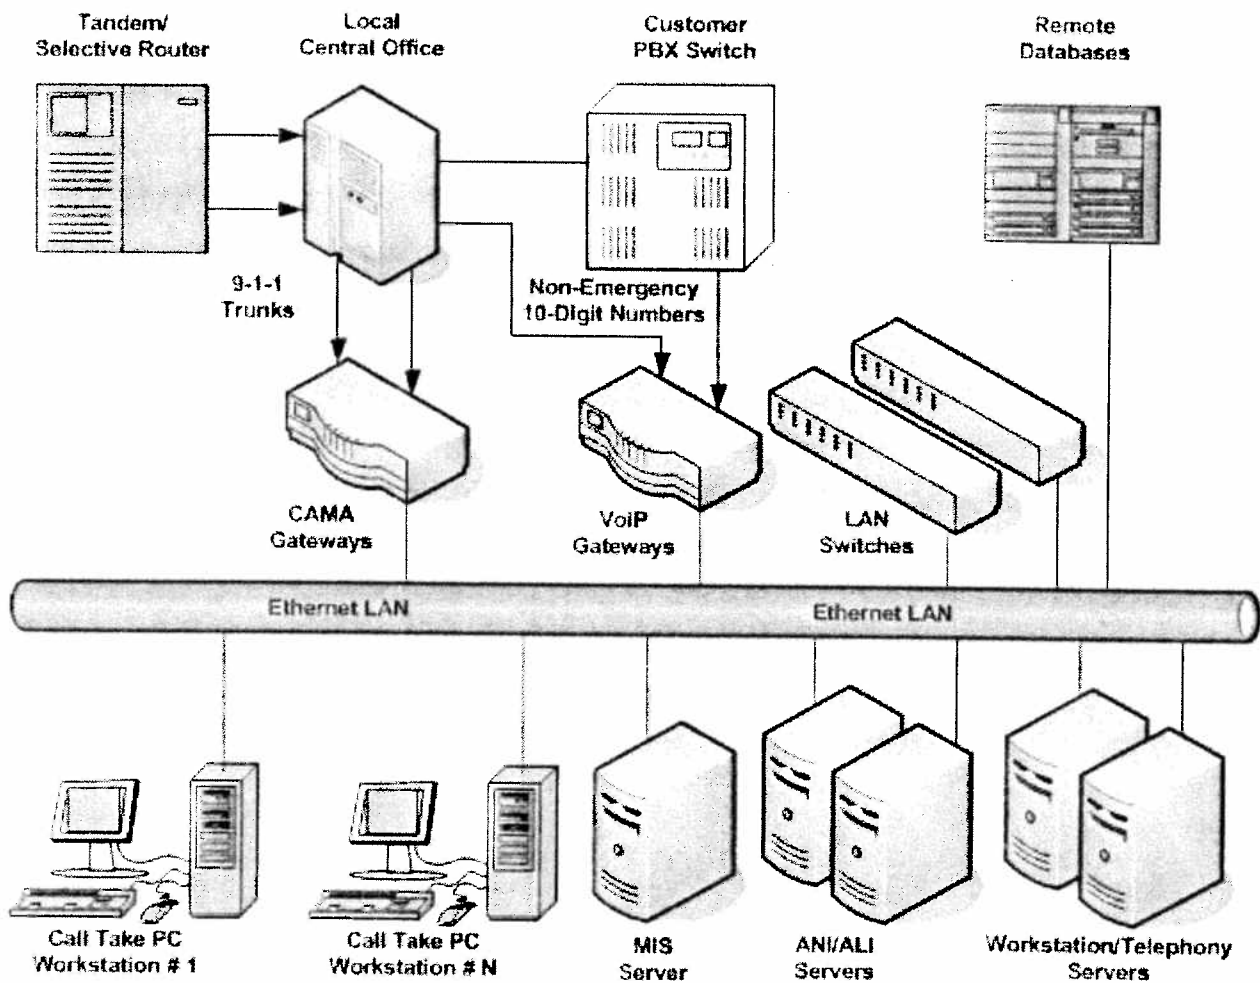 Tandem/
Selective Router
Local
Central Office
Customer
PBX Switch
Remote
Databases
9-1-1
Trunks
Non-Emergency
10-Digit Numbers
CAMA
Gateways
VoiP
Gateways
LAN
Switches
Ethernet LAN
Ethernet LAN
Call Take PC
Workstation # 1
Call Take PC
Workstation # N
MIS
Server
ANI/ALI
Servers
Workstation/Telephony
Servers